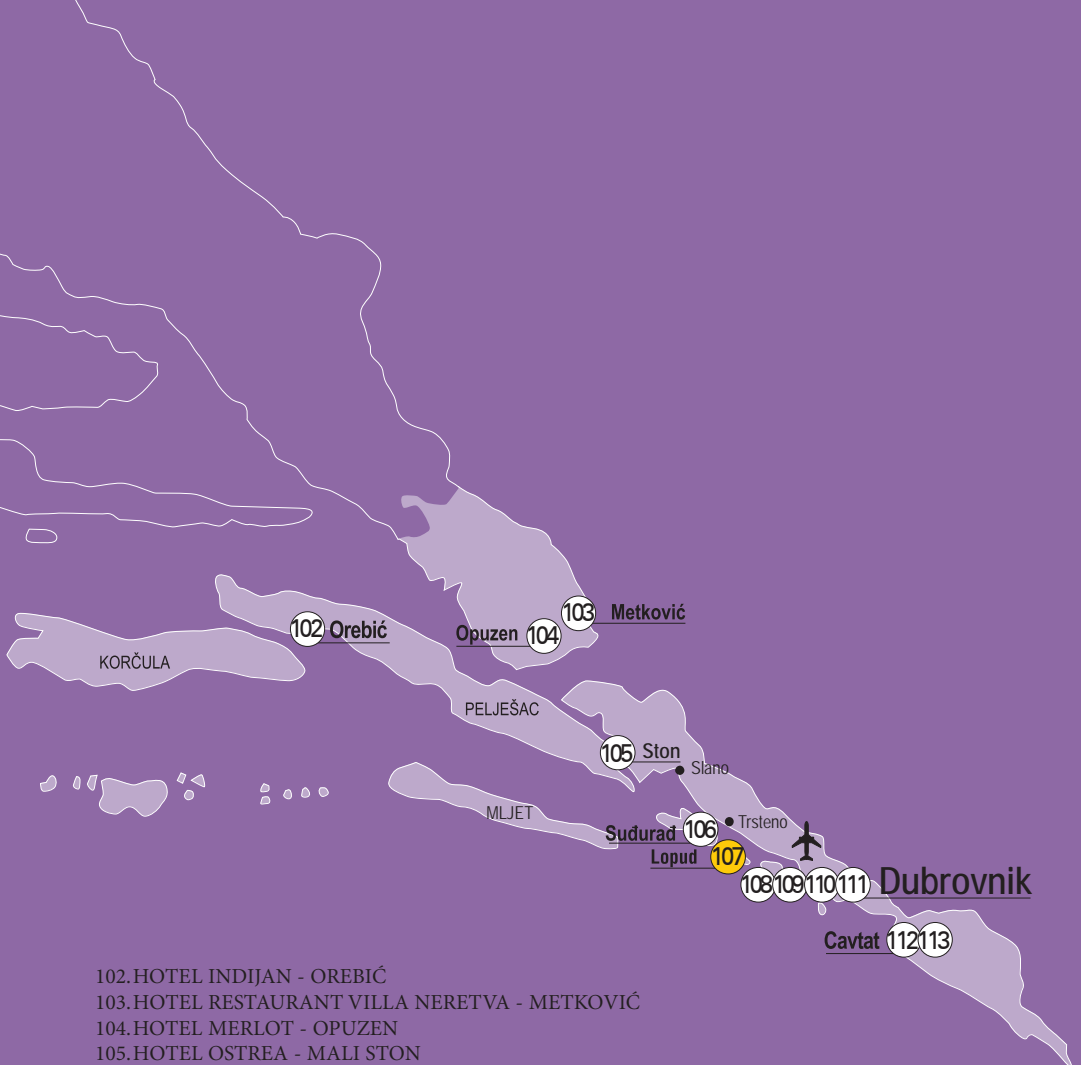 103 Metković
102 Orebić
Opuzen 104
KORČULA
PELJEŠAC
105 Ston
Slano
MLJET
Trsteno
Suđurađ 106
Lopud 107
108 109 110 111 Dubrovnik
Cavtat 112 113
102. HOTEL INDIJAN - OREBIĆ
103. HOTEL RESTAURANT VILLA NERETVA - METKOVIĆ
104. HOTEL MERLOT - OPUZEN
105. HOTEL OSTREA - MALI STON